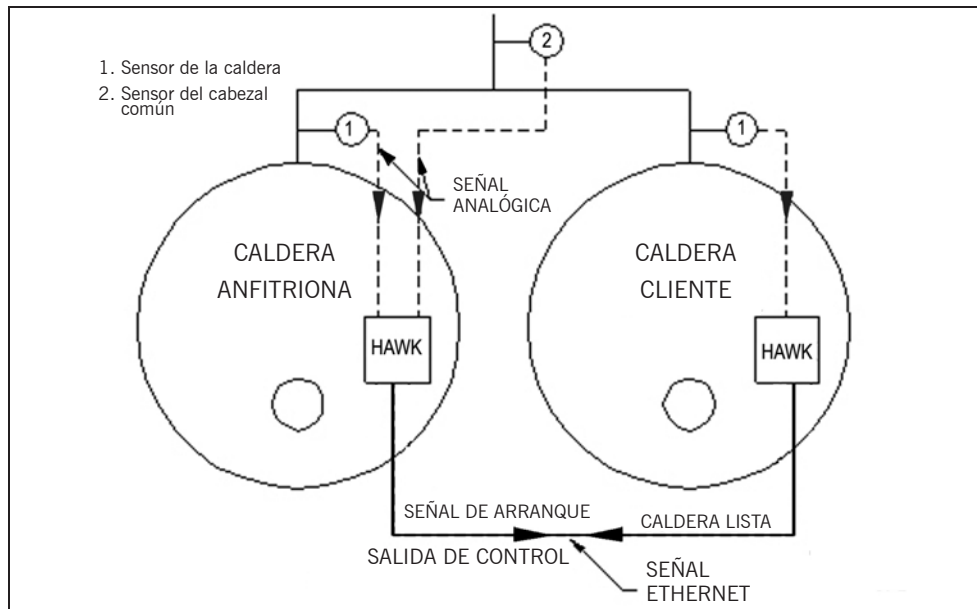 2
1. Sensor de la caldera
2. Sensor del cabezal
común
1
1
SEÑAL
ANALÓGICA
CALDERA
ANFITRIONA
CALDERA
CLIENTE
HAWK
HAWK
SEÑAL DE ARRANQUE
CALDERA LISTA
SALIDA DE CONTROL
SEÑAL
ETHERNET